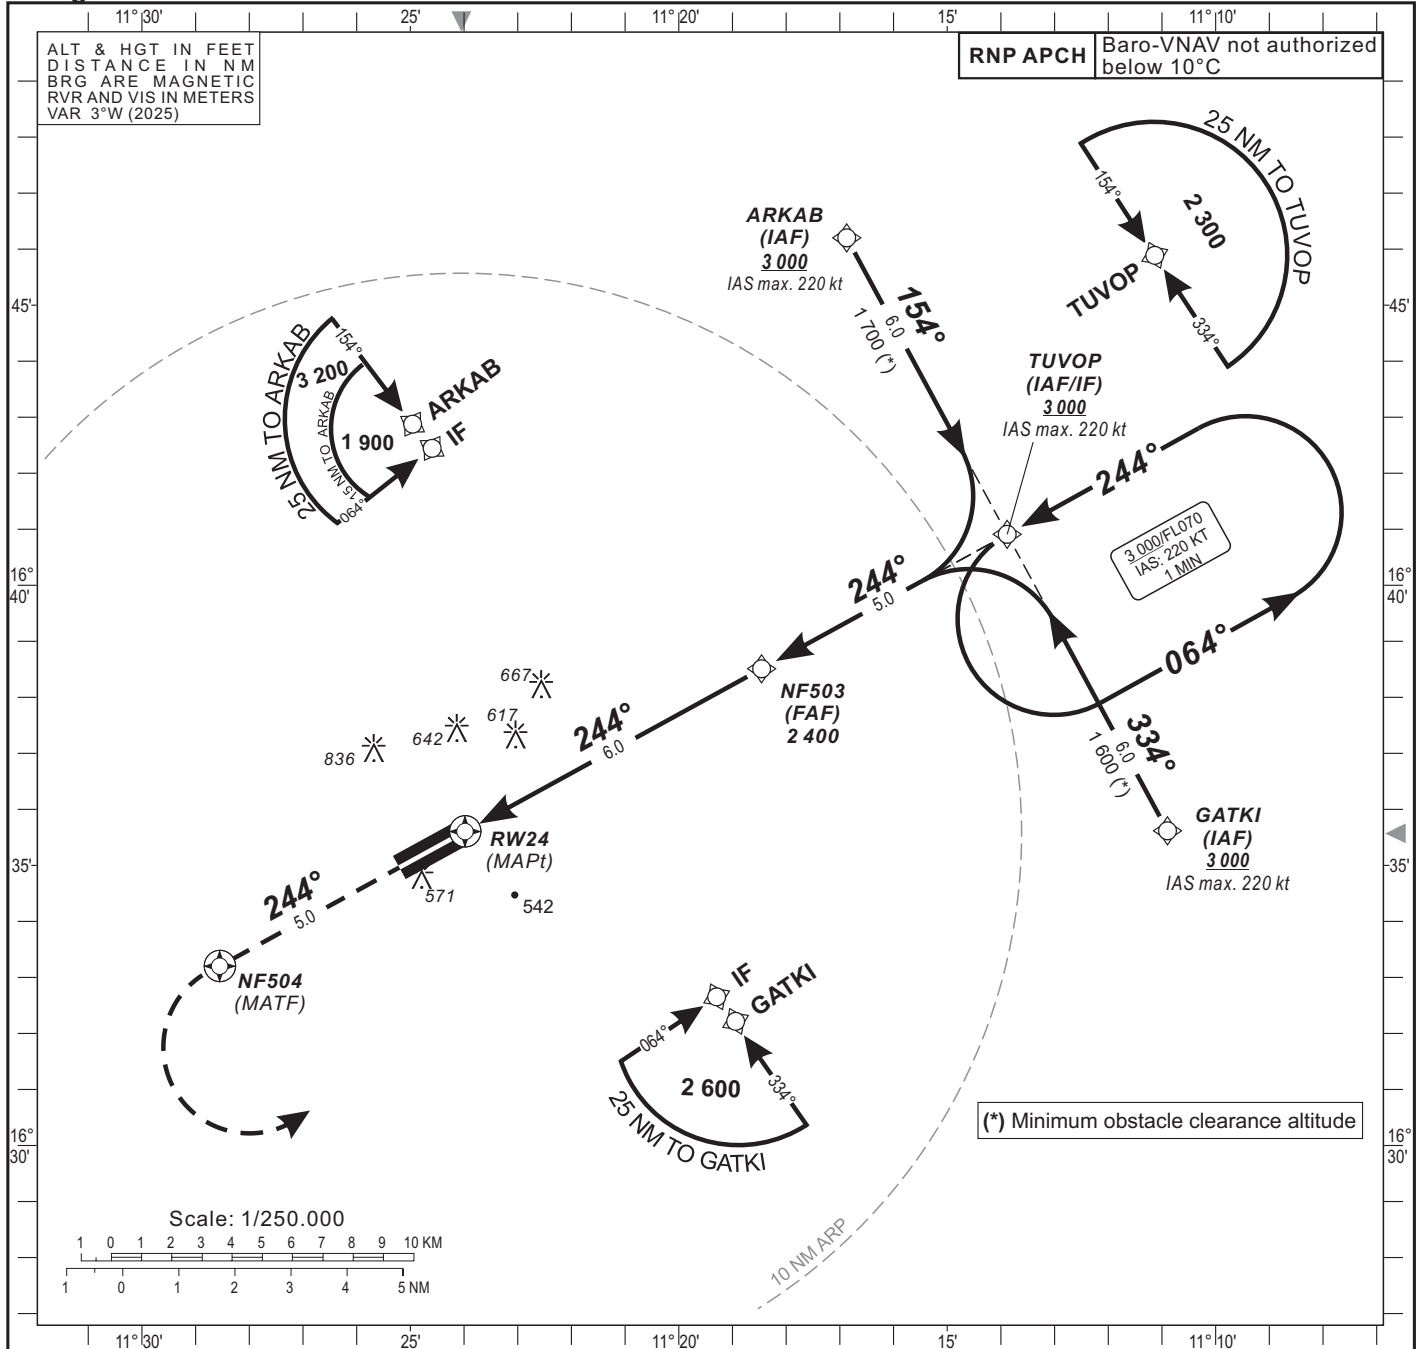 11°30'
25'
11°20'
15'
11°10'
ALT & HGT IN FEET
DISTANCE IN NM
BRG ARE MAGNETIC
RVR AND VIS IN METERS
VAR 3°W (2025)
RNP APCH
Baro-VNAV not authorized
below 10°C
25 NM TO TUVOP
154°
2 300
TUVOP
334°
ARKAB
(IAF)
3 000
IAS max. 220 kt
154°
6.0
1 700 (*)
45'
45'
25 NM TO ARKAB
154°
3 200
15 NM TO ARKAB
1 900
ARKAB
IF
064°
TUVOP
(IAF/IF)
3 000
IAS max. 220 kt
244°
3 000/FL070
IAS: 220 KT
1 MIN
064°
16°
40'
16°
40'
244°
5.0
NF503
(FAF)
2 400
667
617
642
836
244°
6.0
334°
6.0
1 600 (*)
GATKI
(IAF)
3 000
IAS max. 220 kt
RW24
(MAPt)
35'
35'
571
542
244°
5.0
NF504
(MATF)
IF
GATKI
064°
2 600
334°
25 NM TO GATKI
(*) Minimum obstacle clearance altitude
16°
30'
16°
30'
10 NM ARP
Scale: 1/250.000
1 0 1 2 3 4 5 6 7 8 9 10 KM
1 0 1 2 3 4 5 NM
11°30'
25'
11°20'
15'
11°10'